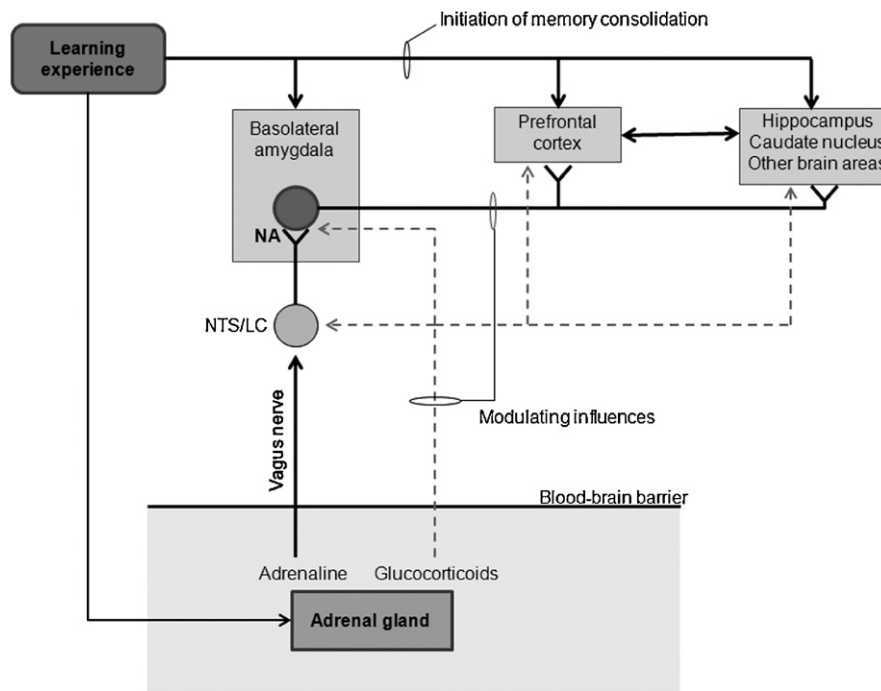 Initiation of memory consolidation
Learning
experience
Basolateral
amygdala
Prefrontal
cortex
Hippocampus
Caudate nucleus
Other brain areas
NA
NTS/LC
Vagus nerve
Modulating influences
Blood-brain barrier
Adrenaline
Glucocorticoids
Adrenal gland